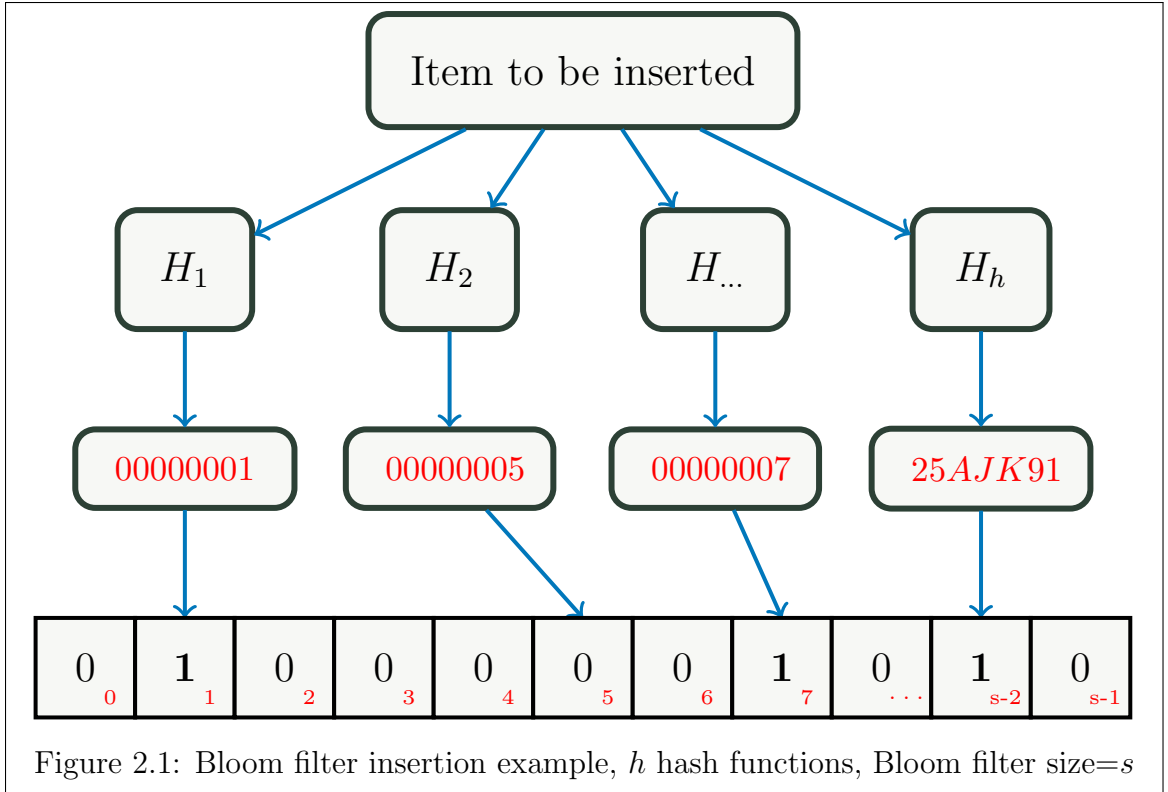 Item to be inserted
H₁ H₂ H... Hₕ
00000001 00000005 00000007 25AJK91
0 1 0 0 0 0 0 1 0 1 0
0 1 2 3 4 5 6 7 ... s-2 s-1
Figure 2.1: Bloom filter insertion example, h hash functions, Bloom filter size=s